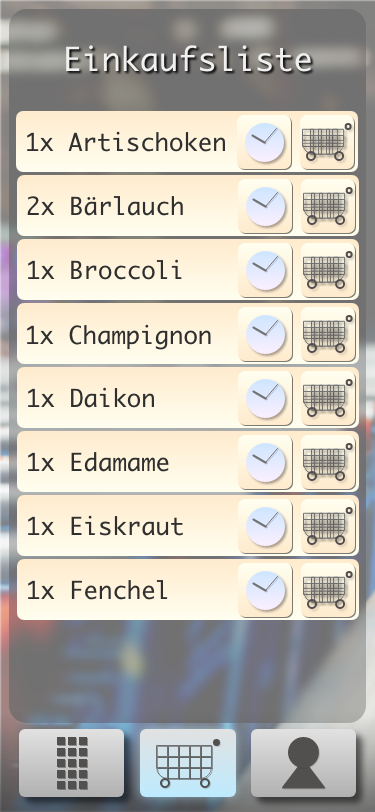 Einkaufsliste
1x Artischoken
2x Bärlauch
1x Broccoli
1x Champignon
1x Daikon
1x Edamame
1x Eiskraut
1x Fenchel